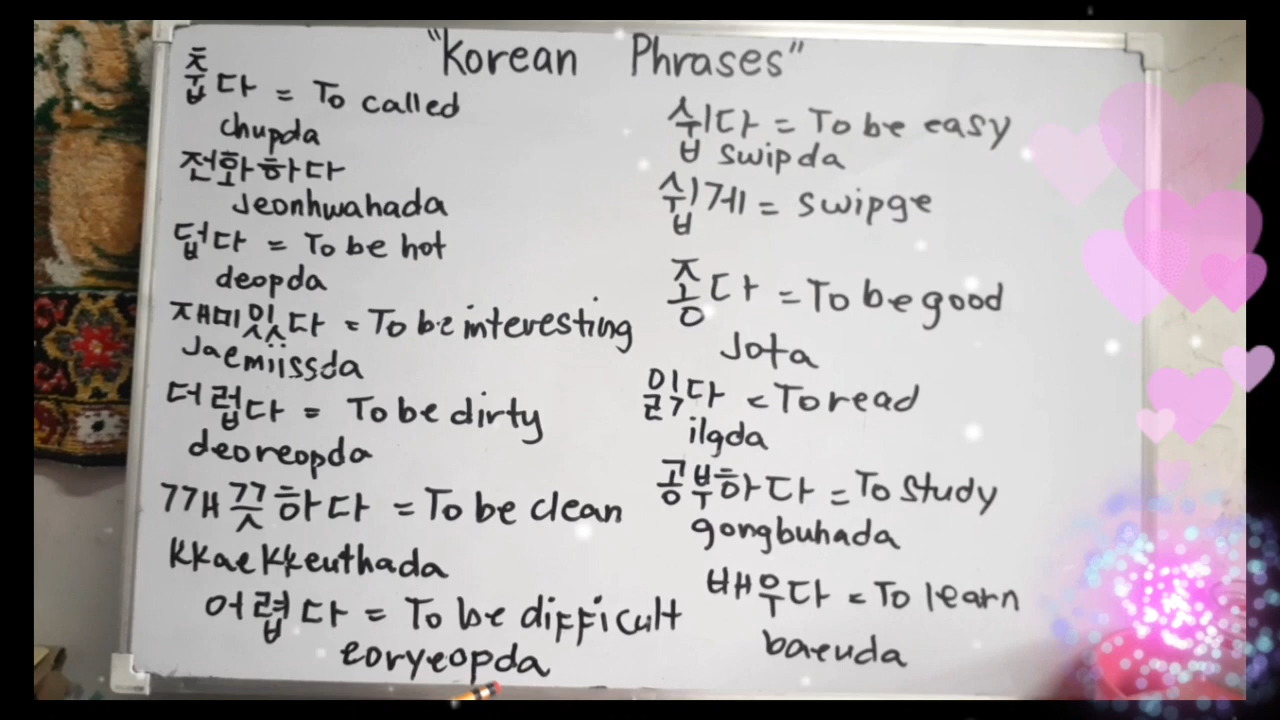 "Korean Phrases"
춥다 = To called
chupda
전화하다
Jeonhwahada
덥다 = To be hot
deopda
재미있다 = To be interesting
Jaemiissda
더럽다 = To be dirty
deoreopda
깨끗하다 = To be clean
kkaekkeuthada
어렵다 = To be difficult
eoryeopda
쉽다 = To be easy
swipda
쉽게 = swipge
좋다 = To be good
Jota
읽다 = To read
ilgda
공부하다 = To study
gongbuhada
배우다 = To learn
baeuda